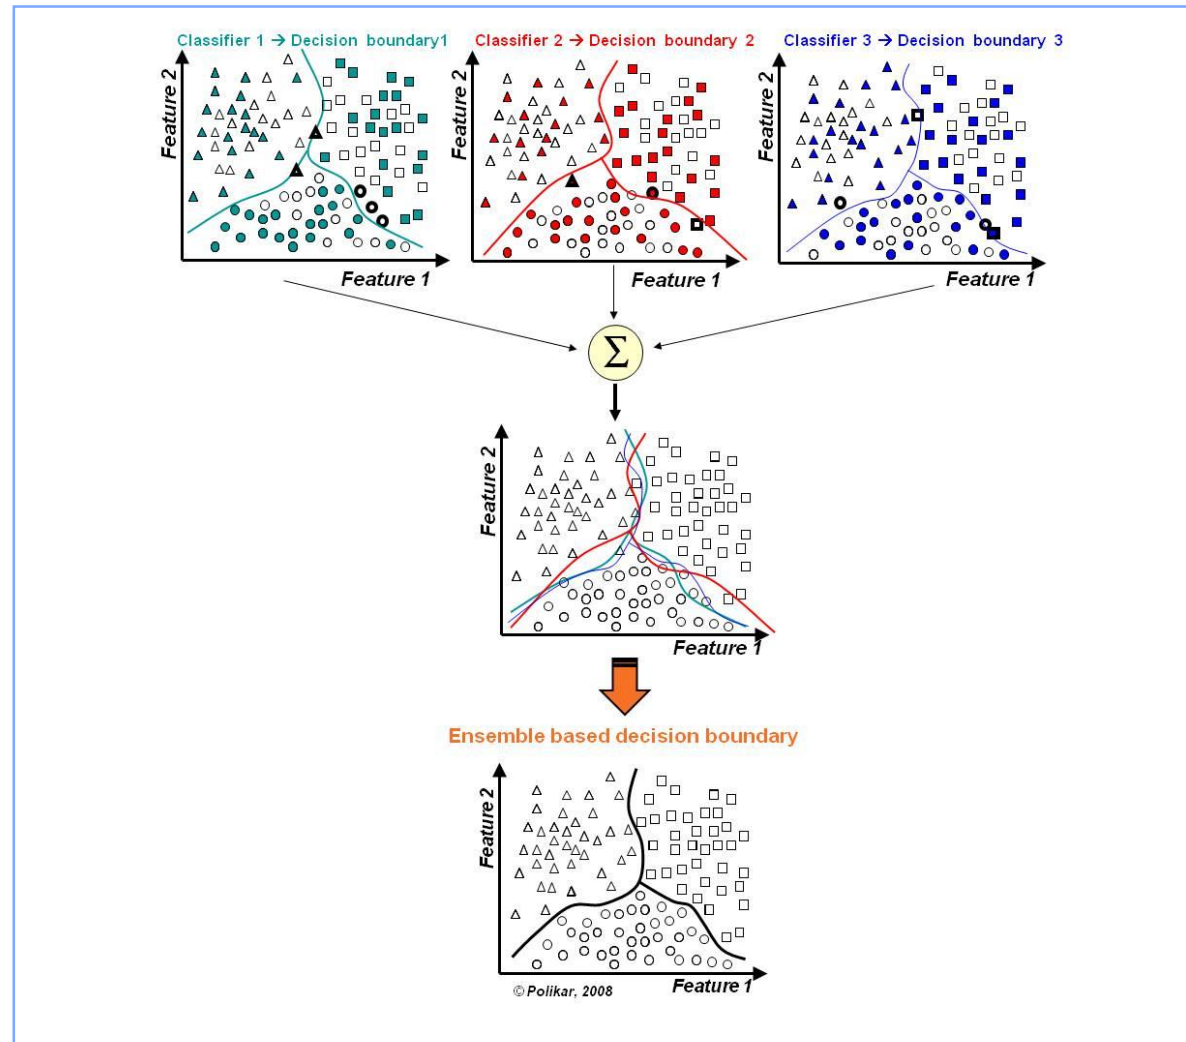 Classifier 1 → Decision boundary1
Classifier 2 → Decision boundary 2
Classifier 3 → Decision boundary 3
Feature 2
Feature 1
Feature 2
Feature 1
Feature 2
Feature 1
Σ
Feature 2
Feature 1
Ensemble based decision boundary
Feature 2
Feature 1
© Polikar, 2008